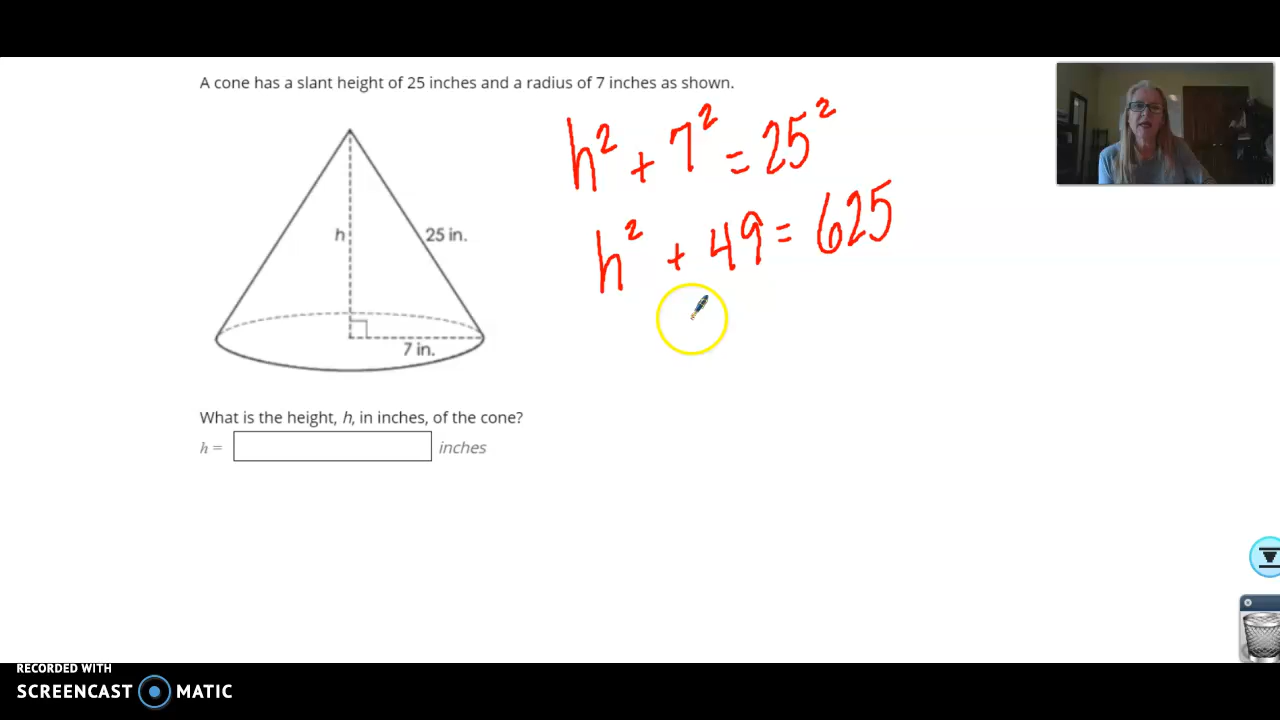 A cone has a slant height of 25 inches and a radius of 7 inches as shown.
h² + 7² = 25²
h² + 49 = 625
h
25 in.
7 in.
What is the height, h, in inches, of the cone?
h = inches
RECORDED WITH
SCREENCAST MATIC